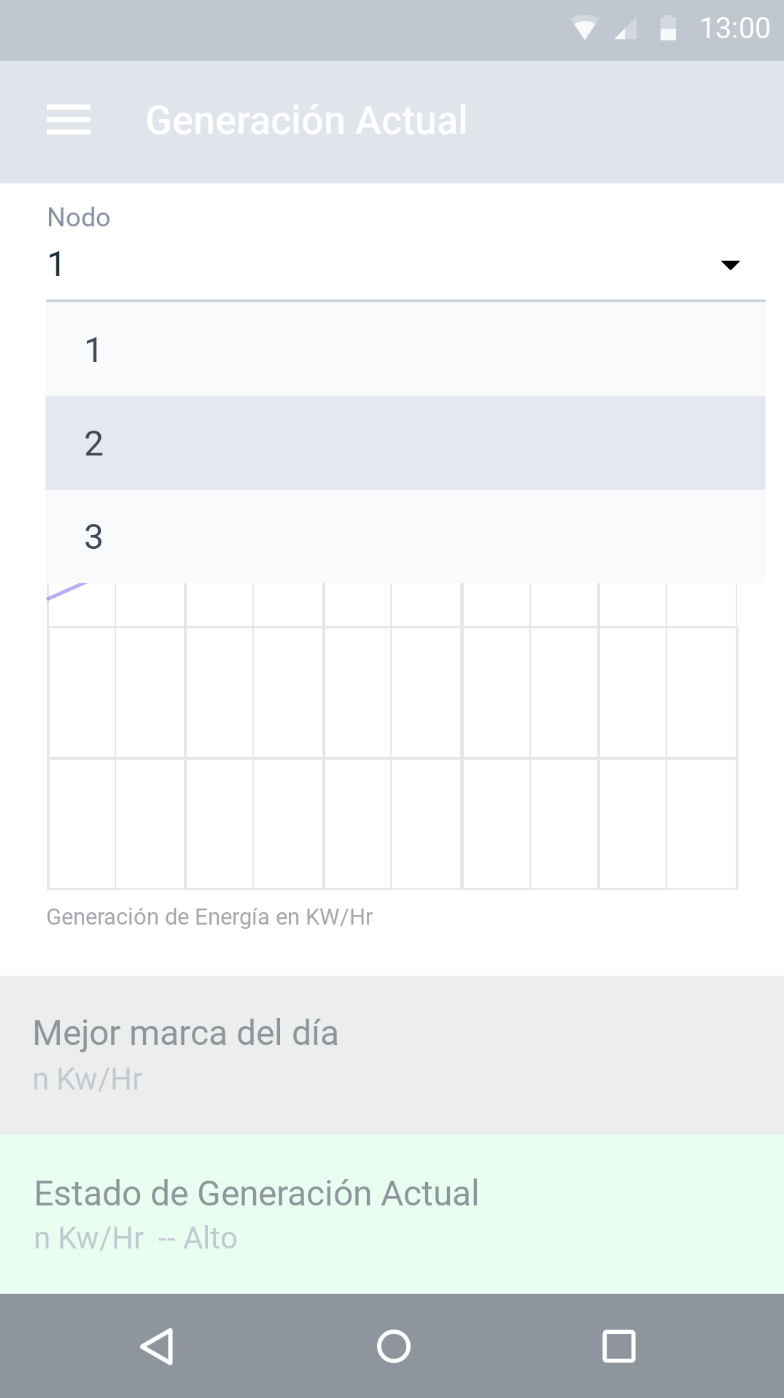 13:00
Generación Actual
Nodo
1
1
2
3
Generación de Energía en KW/Hr
Mejor marca del día
n Kw/Hr
Estado de Generación Actual
n Kw/Hr -- Alto